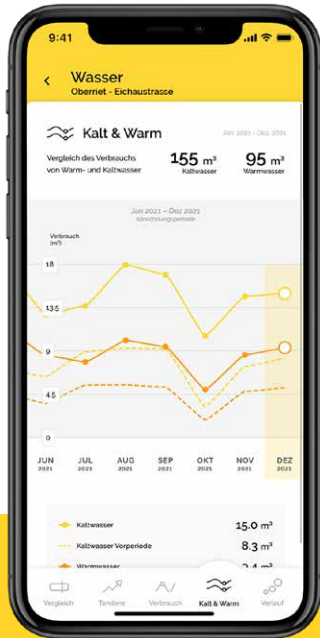 9:41
Wasser
Oberriet - Eichaustrasse
Kalt & Warm
Jan 2021 - Dez 2021
Vergleich des Verbrauchs
von Warm- und Kaltwasser
155 m³
Kaltwasser
95 m³
Warmwasser
Jan 2021 – Dez 2021
Abrechnungsperiode
Verbrauch
(m³)
18
13.5
9
4.5
0
JUN
2021
JUL
2021
AUG
2021
SEP
2021
OKT
2021
NOV
2021
DEZ
2021
Kaltwasser 15.0 m³
Kaltwasser Vorperiode 8.3 m³
Warmwasser
Vergleich
Tendenz
Verbrauch
Kalt & Warm
Verlauf